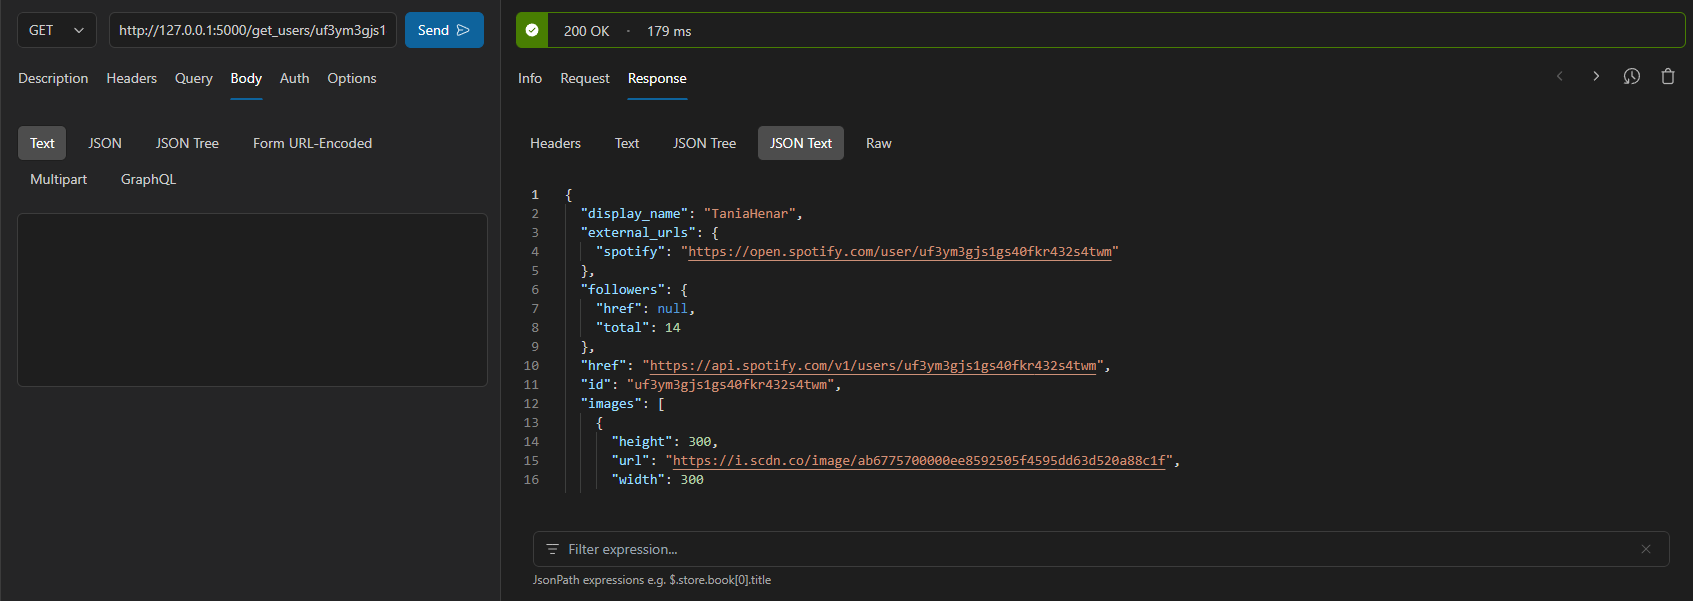 GET http://127.0.0.1:5000/get_users/uf3ym3gjs1 Send
Description Headers Query Body Auth Options
Text JSON JSON Tree Form URL-Encoded
Multipart GraphQL
200 OK · 179 ms
Info Request Response
Headers Text JSON Tree JSON Text Raw
1 {
2 "display_name": "TaniaHenar",
3 "external_urls": {
4 "spotify": "https://open.spotify.com/user/uf3ym3gjs1gs40fkr432s4twm"
5 },
6 "followers": {
7 "href": null,
8 "total": 14
9 },
10 "href": "https://api.spotify.com/v1/users/uf3ym3gjs1gs40fkr432s4twm",
11 "id": "uf3ym3gjs1gs40fkr432s4twm",
12 "images": [
13 {
14 "height": 300,
15 "url": "https://i.scdn.co/image/ab6775700000ee8592505f4595dd63d520a88c1f",
16 "width": 300
Filter expression...
JsonPath expressions e.g. $.store.book[0].title